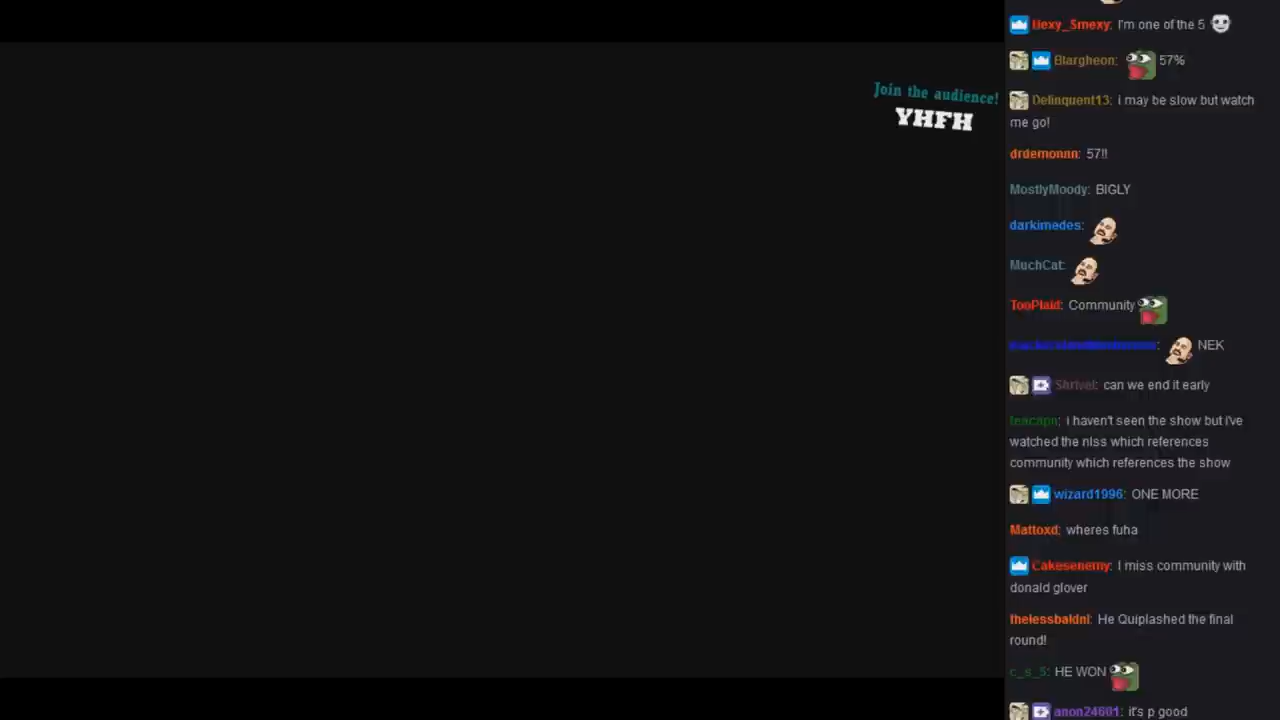 Join the audience!
YHFH
I'm one of the 5
Blargheon: 57%
Delinquent13: i may be slow but watch
me go!
drdemonnn: 57!!
MostlyMoody: BIGLY
darkimedes:
MuchCat:
TooPlaid: Community
NEK
Shrivel: can we end it early
i haven't seen the show but i've
watched the nlss which references
community which references the show
wizard1996: ONE MORE
Mattoxd: wheres fuha
Cakesenemy: I miss community with
donald glover
thelessbaldnl: He Quiplashed the final
round!
c_s_5: HE WON
anon24601: it's p good